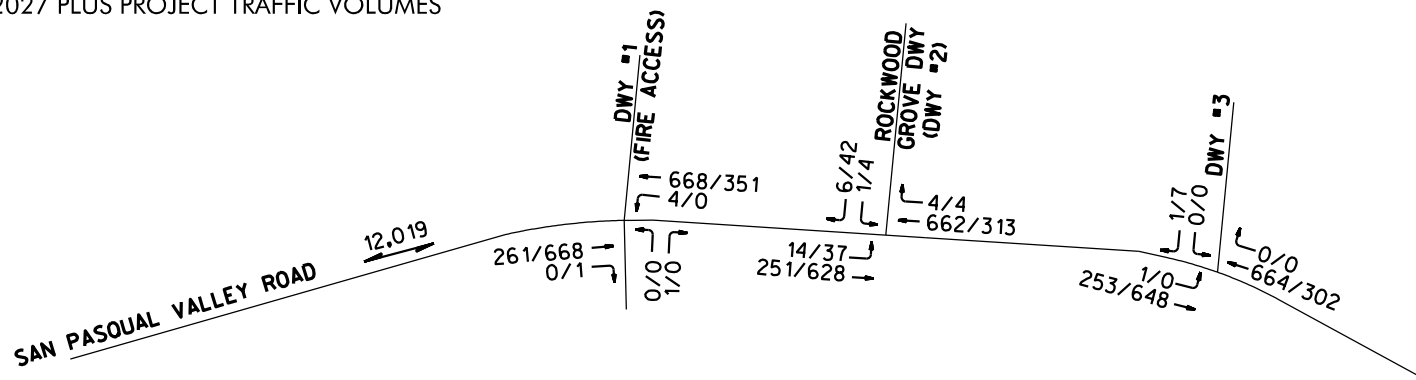 2027 PLUS PROJECT TRAFFIC VOLUMES
DWY #1
(FIRE ACCESS)
668/351
4/0
261/668
0/1
0/0
1/0
12,019
SAN PASQUAL VALLEY ROAD
ROCKWOOD
GROVE DWY
(DWY #2)
6/42
1/4
4/4
662/313
14/37
251/628
DWY #3
1/7
0/0
0/0
664/302
1/0
253/648